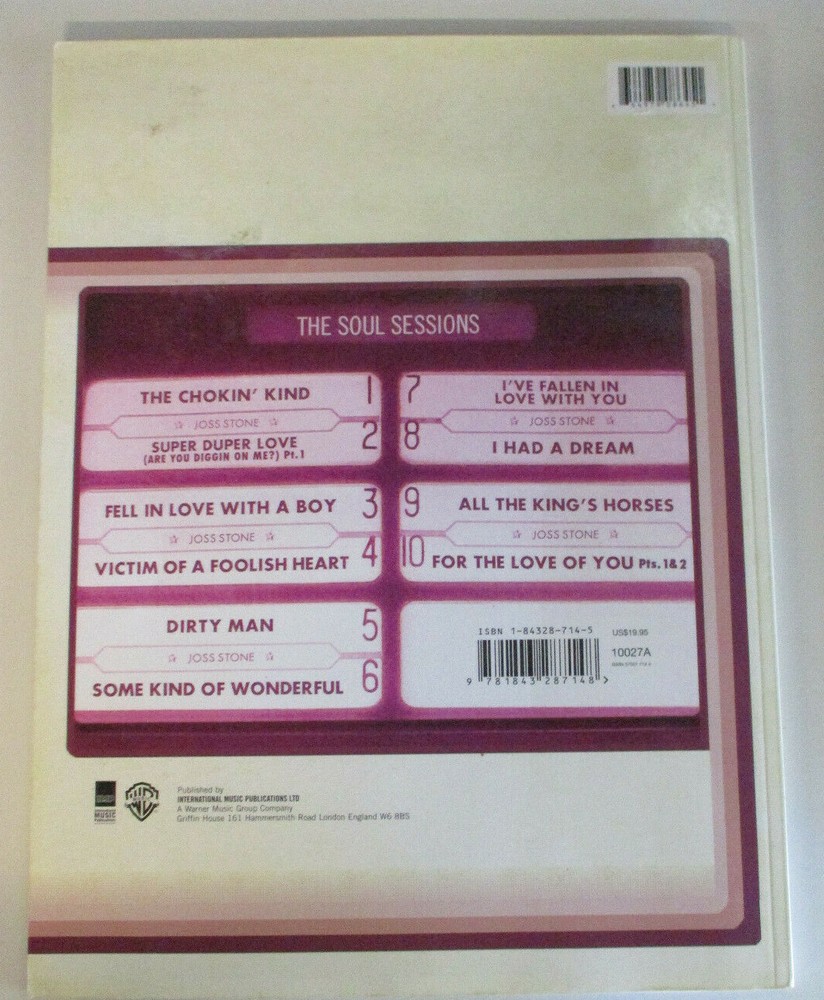 THE SOUL SESSIONS
THE CHOKIN' KIND 1
☆ JOSS STONE ☆
SUPER DUPER LOVE 2
(ARE YOU DIGGIN ON ME?) Pt.1
FELL IN LOVE WITH A BOY 3
☆ JOSS STONE ☆
VICTIM OF A FOOLISH HEART 4
DIRTY MAN 5
☆ JOSS STONE ☆
SOME KIND OF WONDERFUL 6
7 I'VE FALLEN IN
LOVE WITH YOU
☆ JOSS STONE ☆
8 I HAD A DREAM
9 ALL THE KING'S HORSES
☆ JOSS STONE ☆
10 FOR THE LOVE OF YOU Pts. 1&2
ISBN 1-84328-714-5
9 781843 287148 >
US$19.95
10027A
MUSIC
Published by
INTERNATIONAL MUSIC PUBLICATIONS LTD
A Warner Music Group Company
Griffin House 161 Hammersmith Road London England W6 8BS